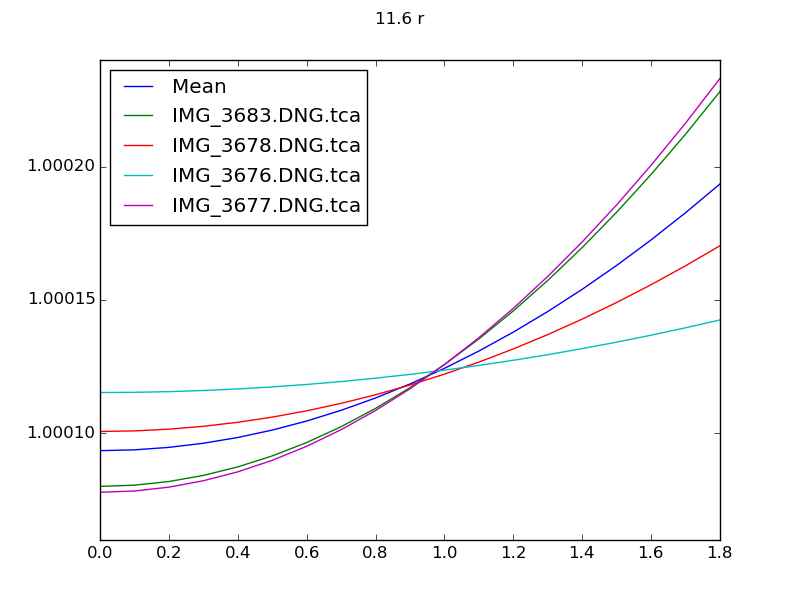 11.6 r
Mean
IMG_3683.DNG.tca
IMG_3678.DNG.tca
IMG_3676.DNG.tca
IMG_3677.DNG.tca
1.00020
1.00015
1.00010
0.0 0.2 0.4 0.6 0.8 1.0 1.2 1.4 1.6 1.8